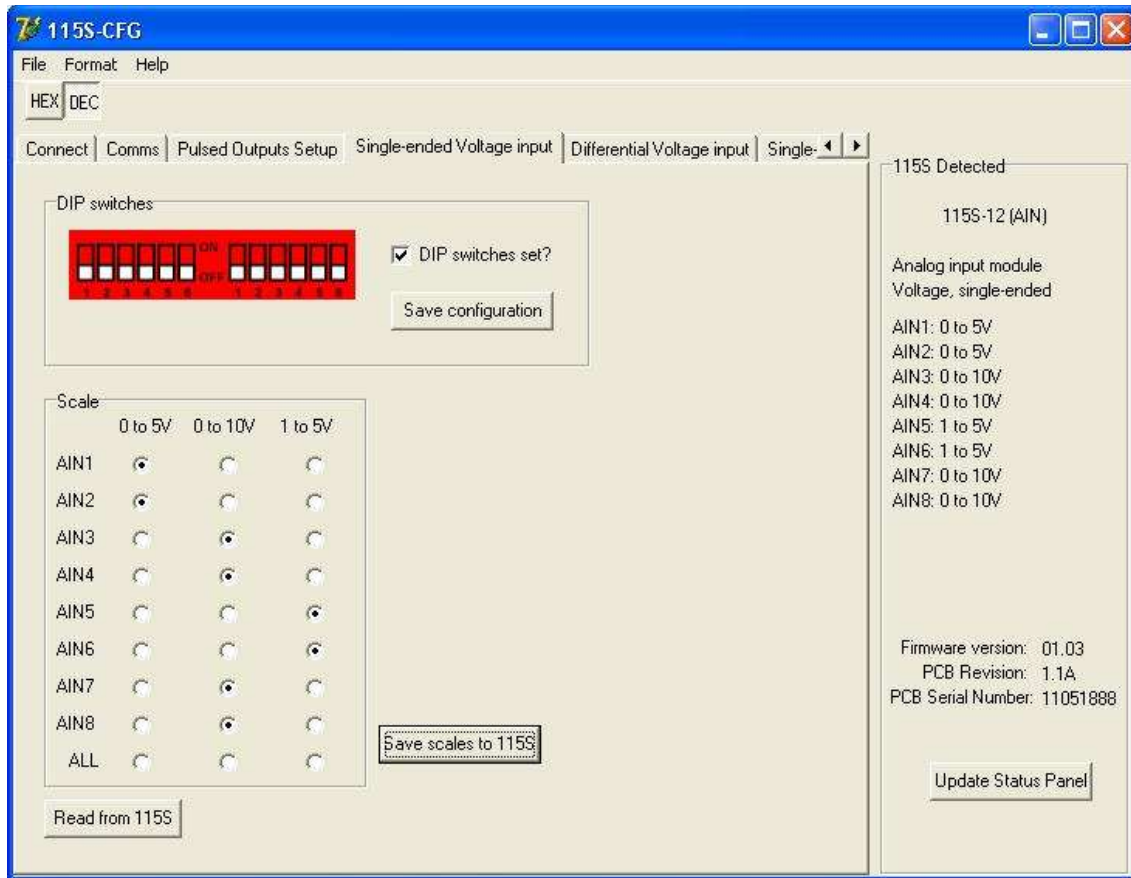 115S-CFG
File Format Help
HEX DEC
Connect Comms Pulsed Outputs Setup Single-ended Voltage input Differential Voltage input Single-
DIP switches
ON
OFF
1 2 3 4 5 6 1 2 3 4 5 6
DIP switches set?
Save configuration
Scale
0 to 5V 0 to 10V 1 to 5V
AIN1
AIN2
AIN3
AIN4
AIN5
AIN6
AIN7
AIN8
ALL
Save scales to 115S
Read from 115S
115S Detected
115S-12 (AIN)
Analog input module
Voltage, single-ended
AIN1: 0 to 5V
AIN2: 0 to 5V
AIN3: 0 to 10V
AIN4: 0 to 10V
AIN5: 1 to 5V
AIN6: 1 to 5V
AIN7: 0 to 10V
AIN8: 0 to 10V
Firmware version: 01.03
PCB Revision: 1.1A
PCB Serial Number: 11051888
Update Status Panel